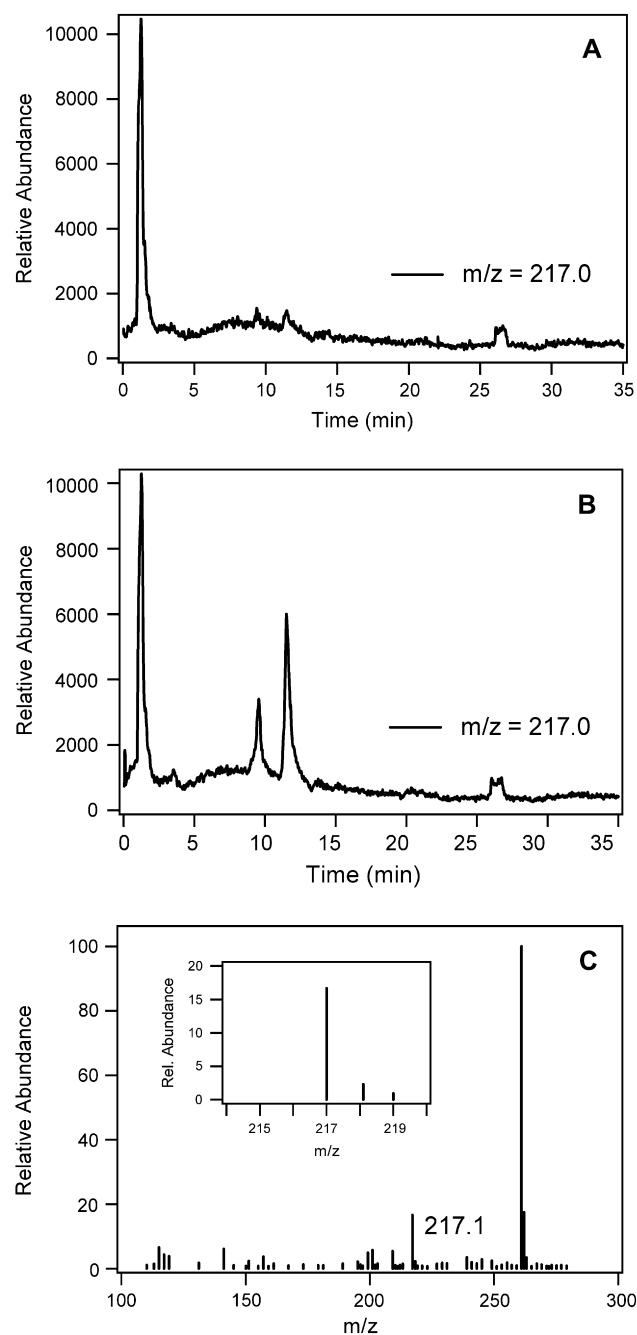 A
10000
8000
6000
4000
2000
0
Relative Abundance
m/z = 217.0
0 5 10 15 20 25 30 35
Time (min)
B
10000
8000
6000
4000
2000
0
Relative Abundance
m/z = 217.0
0 5 10 15 20 25 30 35
Time (min)
C
100
80
60
40
20
0
Relative Abundance
20
15
10
5
0
Rel. Abundance
215 217 219
m/z
217.1
100 150 200 250 300
m/z